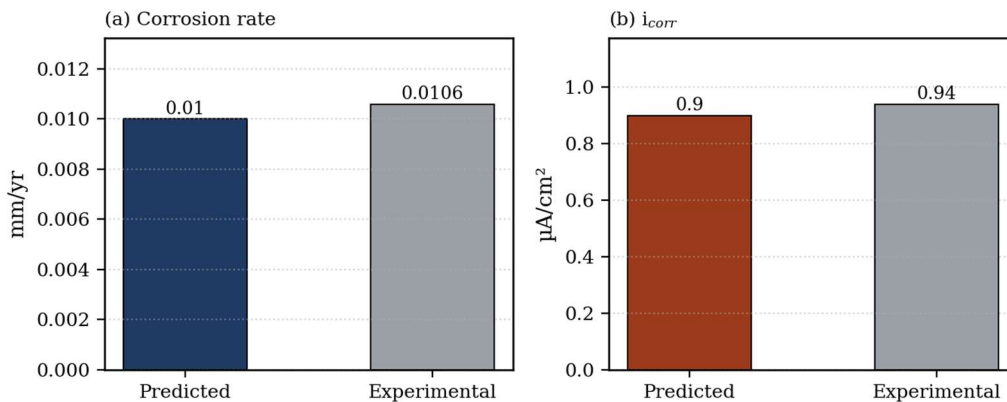 (a) Corrosion rate
mm/yr
0.012
0.010
0.008
0.006
0.004
0.002
0.000
0.01
0.0106
Predicted
Experimental
(b) i_corr
µA/cm²
1.0
0.8
0.6
0.4
0.2
0.0
0.9
0.94
Predicted
Experimental